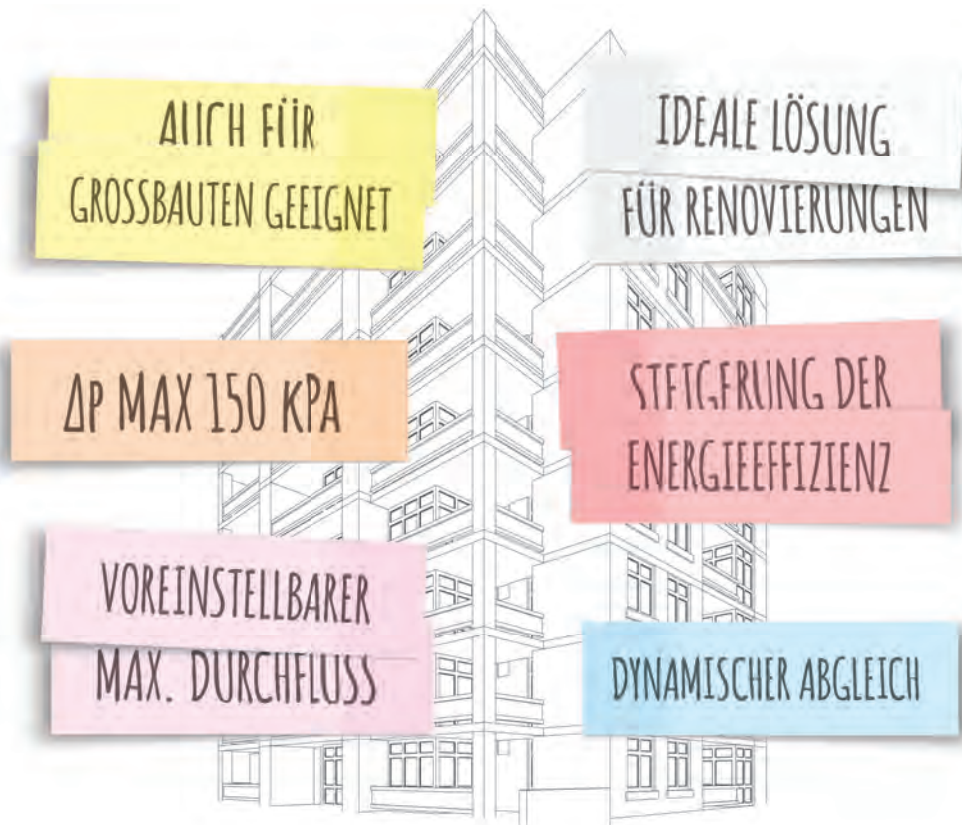 AUCH FÜR
GROSSBAUTEN GEEIGNET
IDEALE LÖSUNG
FÜR RENOVIERUNGEN
ΔP MAX 150 KPA
STEIGERUNG DER
ENERGIEEFFIZIENZ
VOREINSTELLBARER
MAX. DURCHFLUSS
DYNAMISCHER ABGLEICH